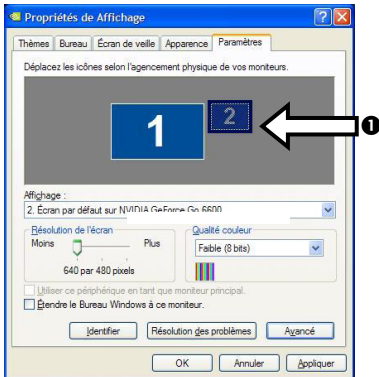 Propriétés de Affichage
Thèmes Bureau Écran de veille Apparence Paramètres
Déplacez les icônes selon l'agencement physique de vos moniteurs.
1 2
❶
Affichage :
2. Écran par défaut sur NVIDIA GeForce Go 6600
Résolution de l'écran Qualité couleur
Moins Plus Faible (8 bits)
640 par 480 pixels
Utiliser ce périphérique en tant que moniteur principal.
Étendre le Bureau Windows à ce moniteur.
Identifier Résolution des problèmes Avancé
OK Annuler Appliquer